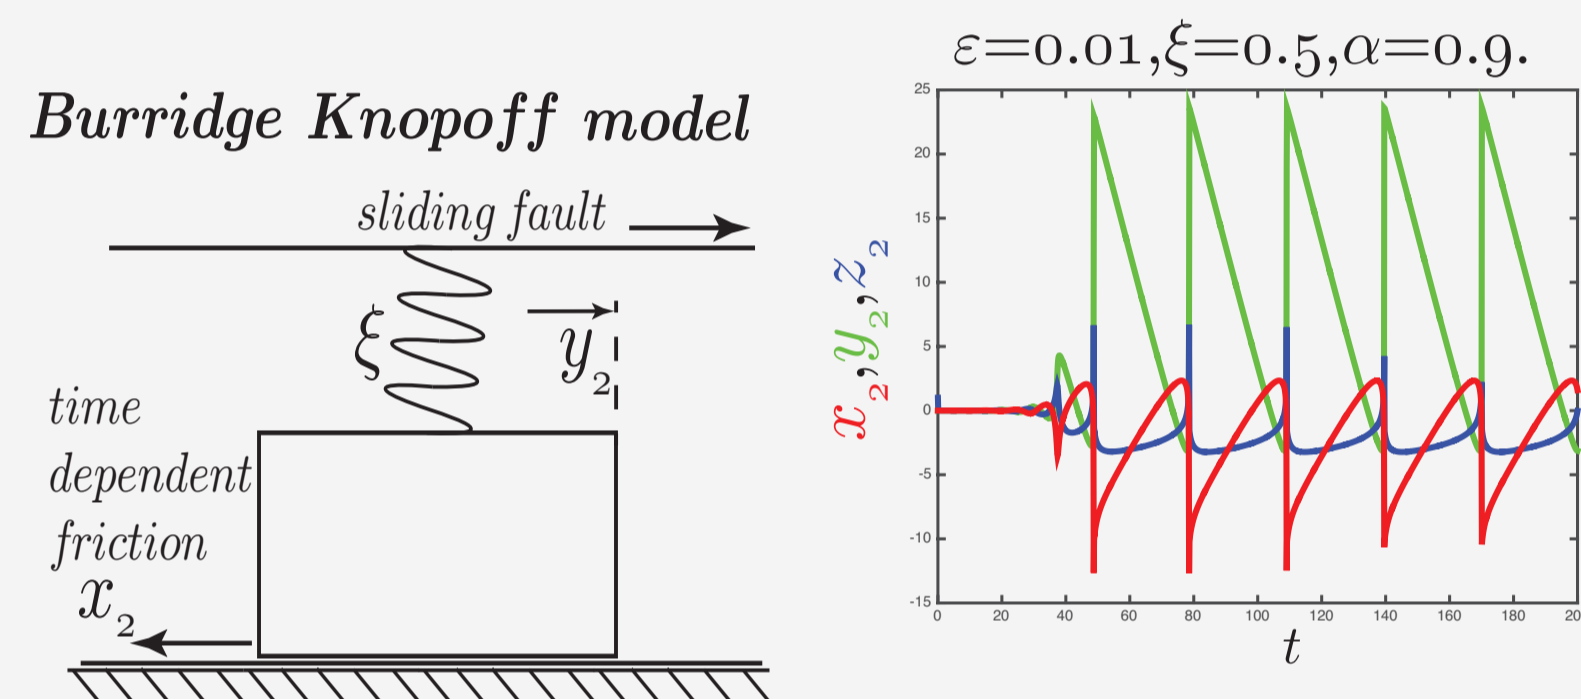 Burridge Knopoff model
sliding fault
ξ
y₂
time
dependent
friction
x₂
ε=0.01,ξ=0.5,α=0.9.
x₂,y₂,z₂
25
20
15
10
5
0
-5
-10
-15
0 20 40 60 80 100 120 140 160 180 20
t